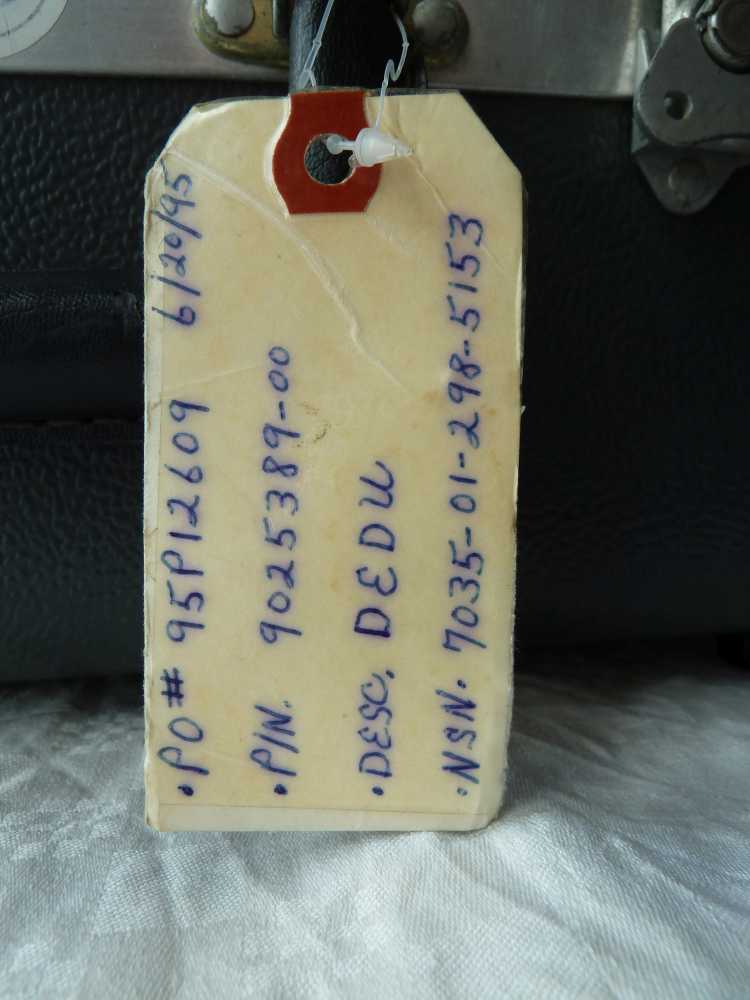 ·PO# 95P12609 6/20/95
·P/N. 9025389-00
·DESC. DEDU
·NSN. 7035-01-298-5153